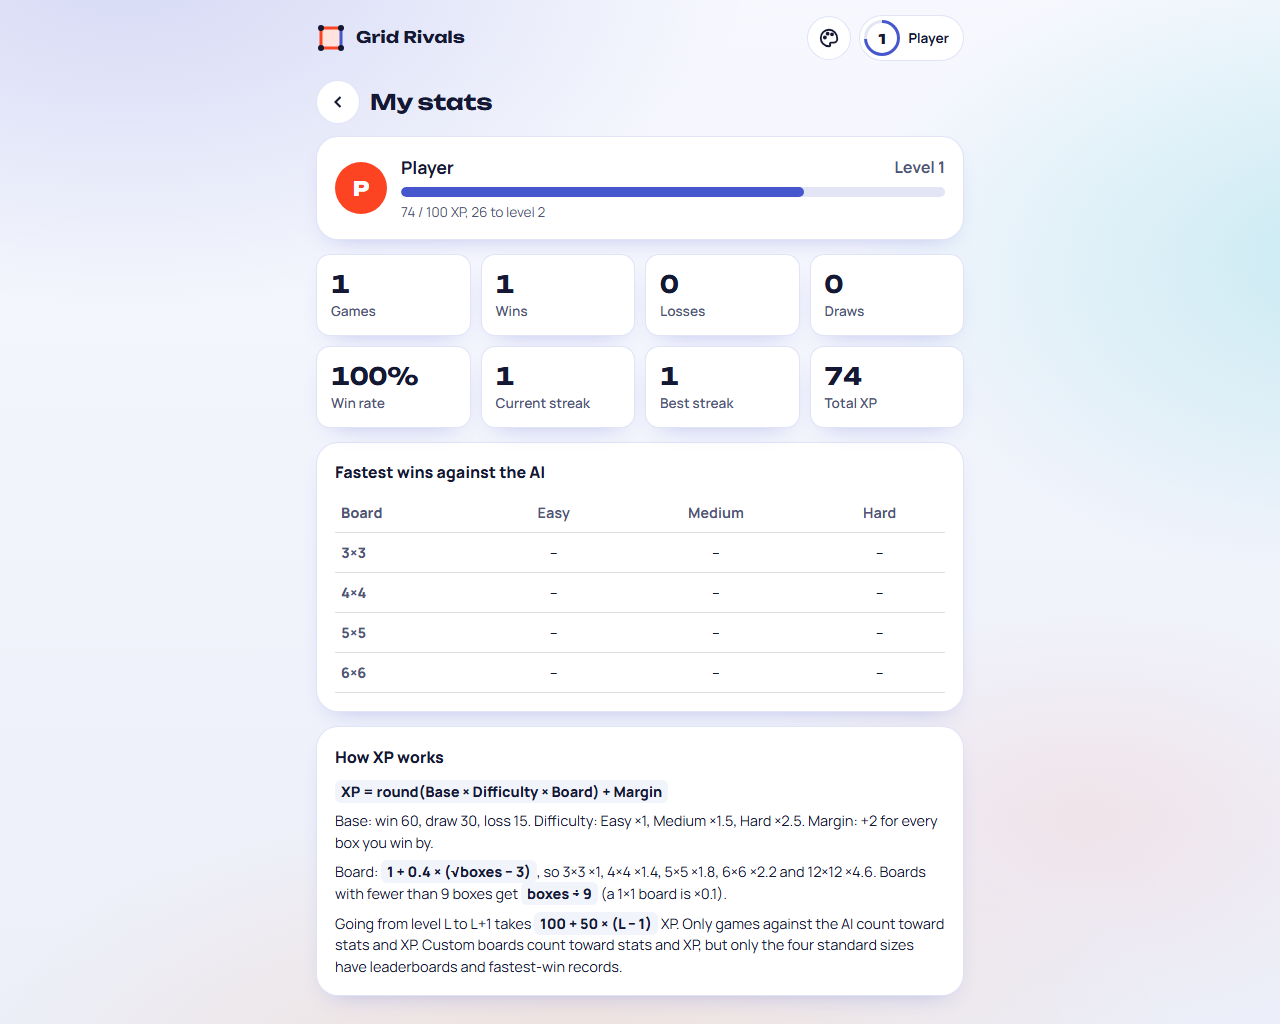 Grid Rivals
1 Player
My stats
P
Player Level 1
74 / 100 XP, 26 to level 2
1 1 0 0
Games Wins Losses Draws
100% 1 1 74
Win rate Current streak Best streak Total XP
Fastest wins against the AI
Board Easy Medium Hard
3×3 – – –
4×4 – – –
5×5 – – –
6×6 – – –
How XP works
XP = round(Base × Difficulty × Board) + Margin
Base: win 60, draw 30, loss 15. Difficulty: Easy ×1, Medium ×1.5, Hard ×2.5. Margin: +2 for every
box you win by.
Board: 1 + 0.4 × (√boxes − 3) , so 3×3 ×1, 4×4 ×1.4, 5×5 ×1.8, 6×6 ×2.2 and 12×12 ×4.6. Boards
with fewer than 9 boxes get boxes ÷ 9 (a 1×1 board is ×0.1).
Going from level L to L+1 takes 100 + 50 × (L − 1) XP. Only games against the AI count toward
stats and XP. Custom boards count toward stats and XP, but only the four standard sizes
have leaderboards and fastest-win records.